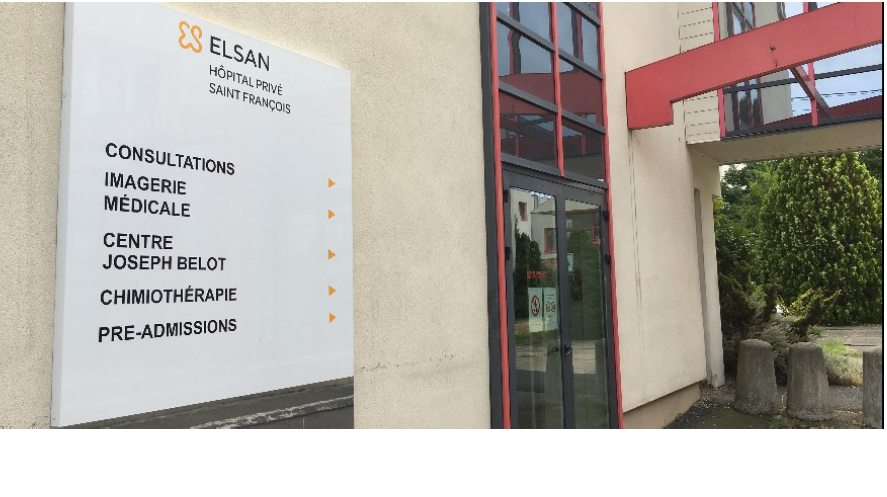 ELSAN
HÔPITAL PRIVÉ
SAINT FRANÇOIS
CONSULTATIONS
IMAGERIE
MÉDICALE
CENTRE
JOSEPH BELOT
CHIMIOTHÉRAPIE
PRE-ADMISSIONS